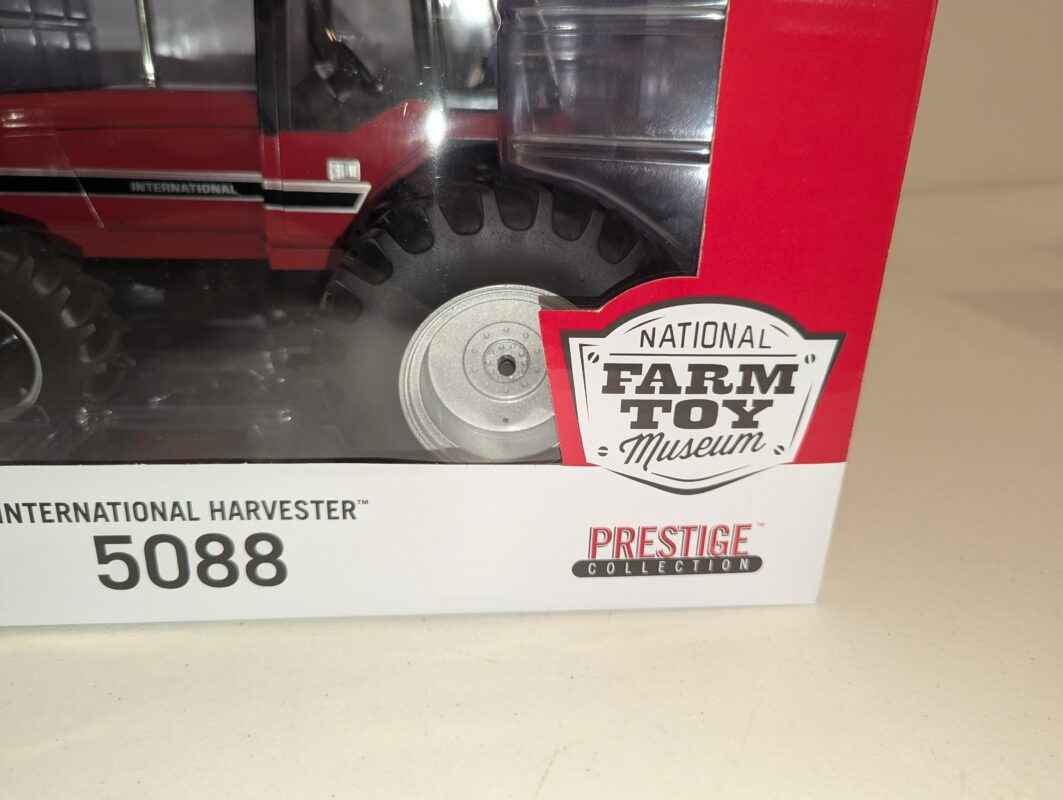 INTERNATIONAL
NATIONAL
FARM
TOY
Museum
INTERNATIONAL HARVESTER™
5088
PRESTIGE™
COLLECTION